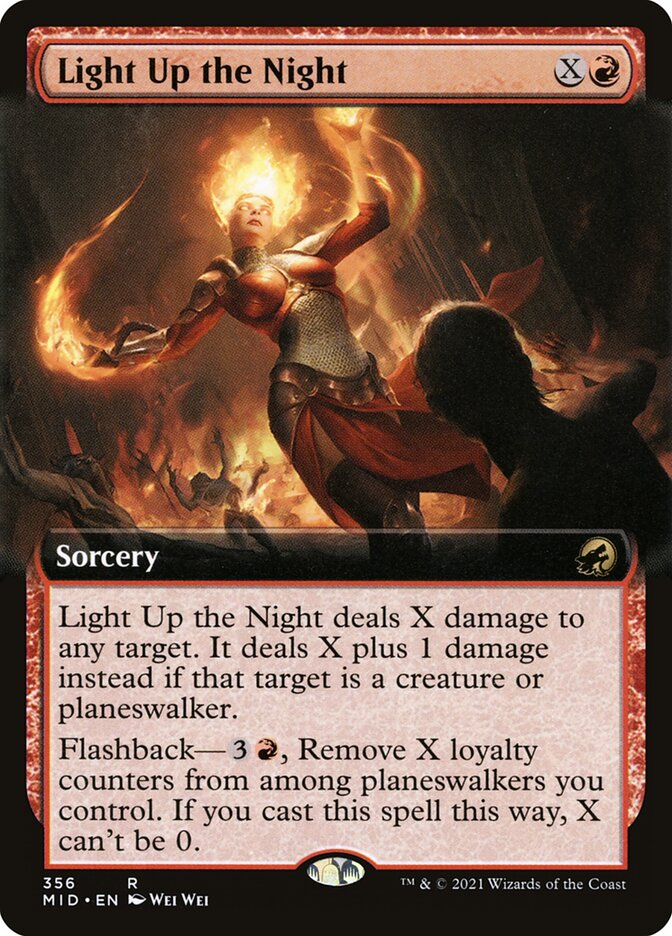 Light Up the Night X
Sorcery
Light Up the Night deals X damage to
any target. It deals X plus 1 damage
instead if that target is a creature or
planeswalker.
Flashback— 3 , Remove X loyalty
counters from among planeswalkers you
control. If you cast this spell this way, X
can't be 0.
356 R
MID • EN Wei Wei
™ & © 2021 Wizards of the Coast